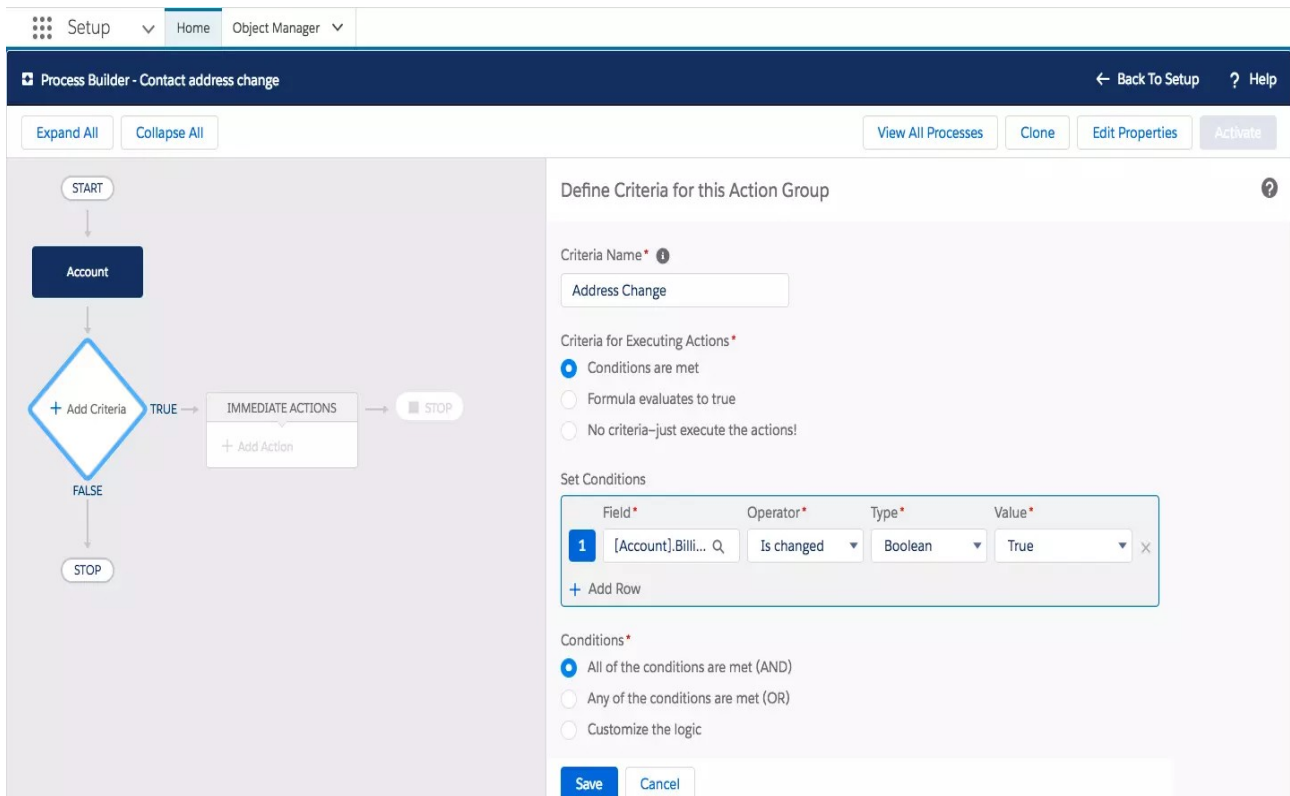 Setup
Home
Object Manager
Process Builder - Contact address change
Back To Setup
? Help
Expand All
Collapse All
View All Processes
Clone
Edit Properties
Activate
START
Account
+ Add Criteria
TRUE
IMMEDIATE ACTIONS
+ Add Action
STOP
FALSE
STOP
Define Criteria for this Action Group
?
Criteria Name*
Address Change
Criteria for Executing Actions*
Conditions are met
Formula evaluates to true
No criteria–just execute the actions!
Set Conditions
Field* Operator* Type* Value*
1 [Account].Billi... Is changed Boolean True
+ Add Row
Conditions*
All of the conditions are met (AND)
Any of the conditions are met (OR)
Customize the logic
Save
Cancel